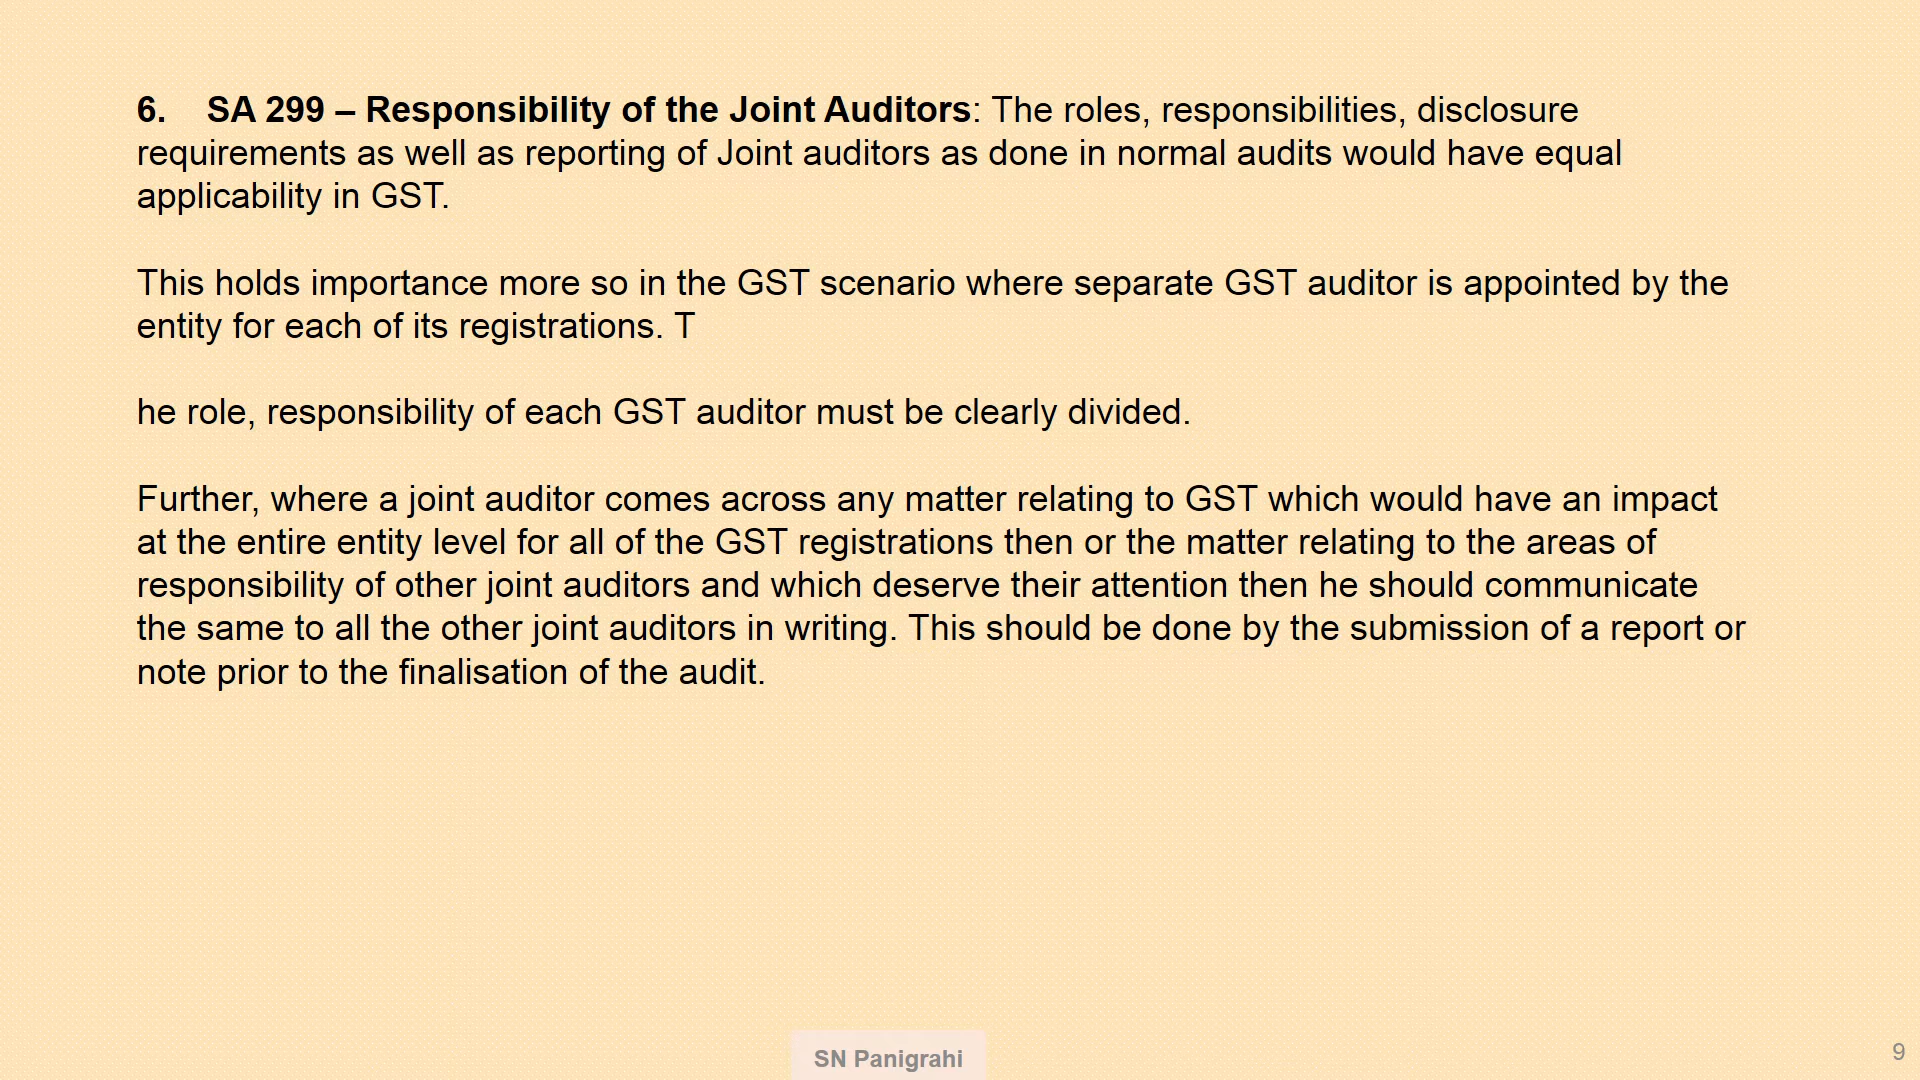 6. SA 299 – Responsibility of the Joint Auditors: The roles, responsibilities, disclosure
requirements as well as reporting of Joint auditors as done in normal audits would have equal
applicability in GST.
This holds importance more so in the GST scenario where separate GST auditor is appointed by the
entity for each of its registrations. T
he role, responsibility of each GST auditor must be clearly divided.
Further, where a joint auditor comes across any matter relating to GST which would have an impact
at the entire entity level for all of the GST registrations then or the matter relating to the areas of
responsibility of other joint auditors and which deserve their attention then he should communicate
the same to all the other joint auditors in writing. This should be done by the submission of a report or
note prior to the finalisation of the audit.
SN Panigrahi
9